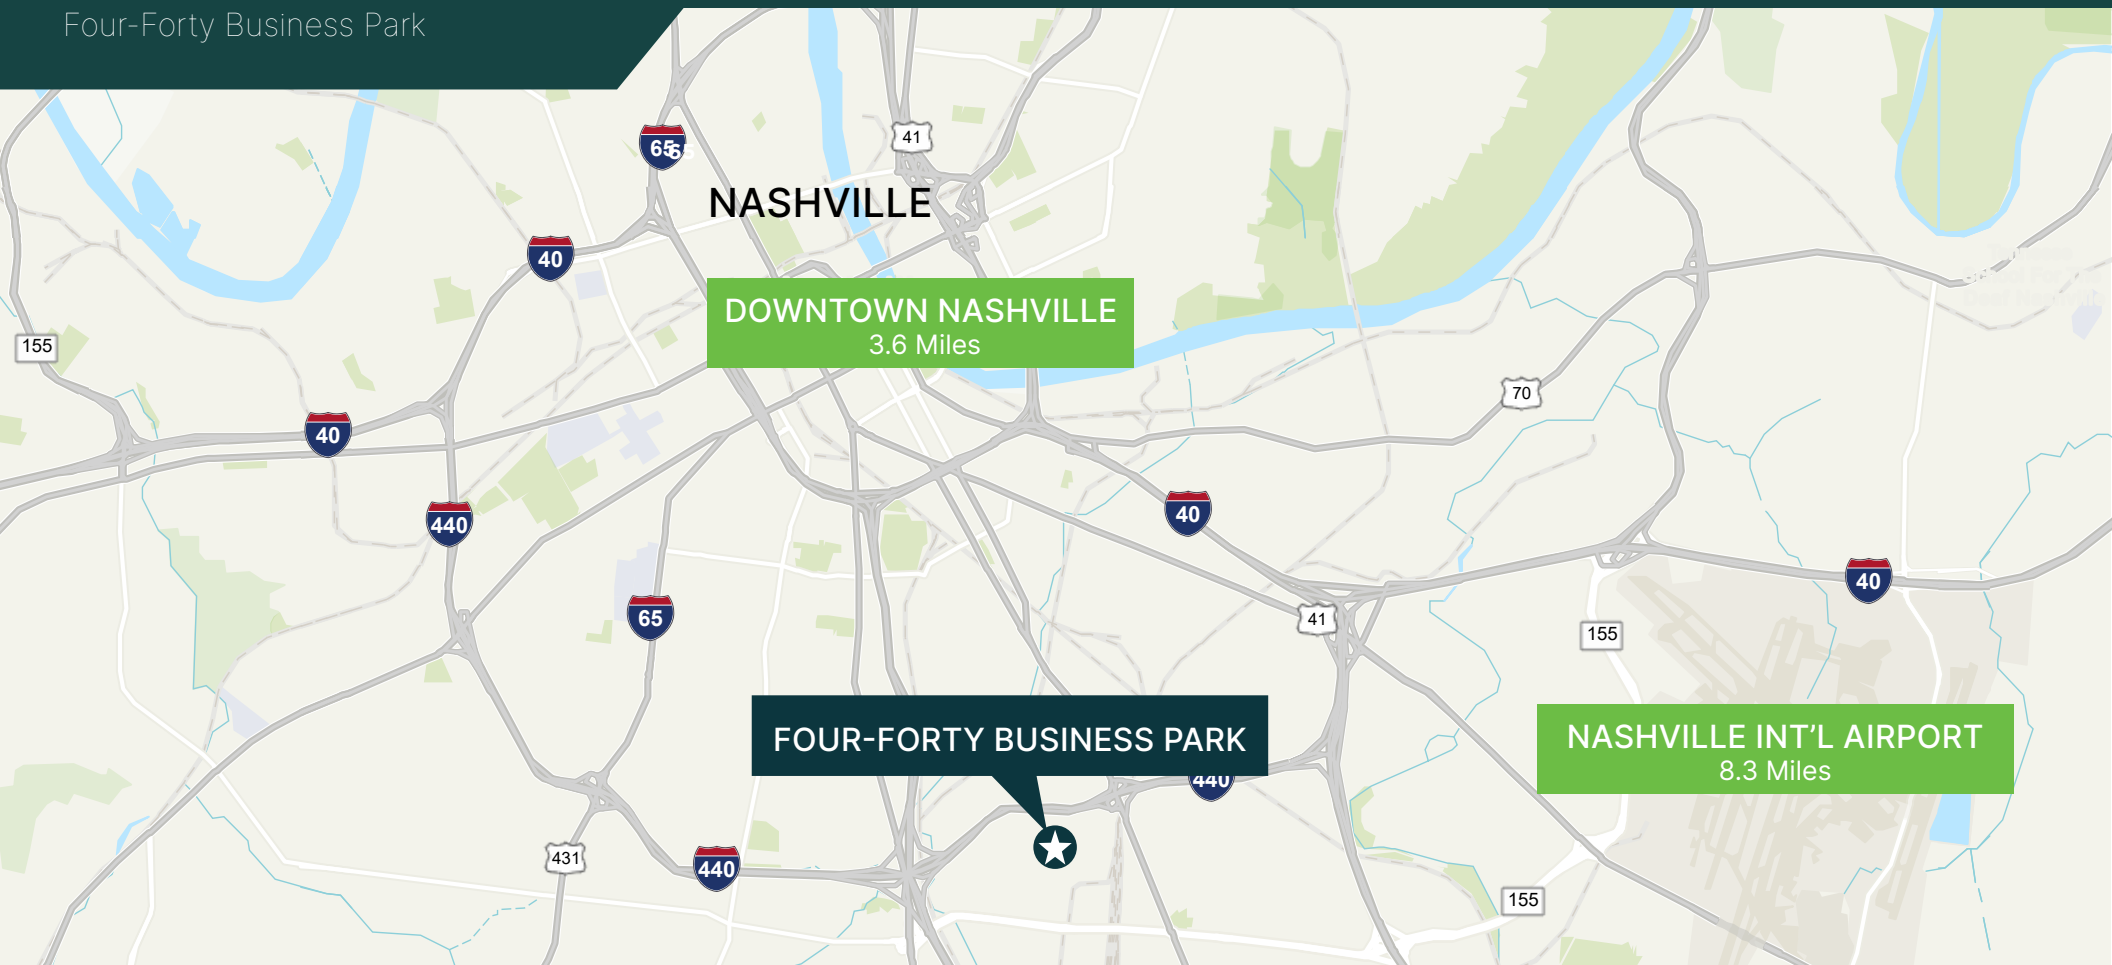 Four-Forty Business Park
65
65
41
NASHVILLE
40
DOWNTOWN NASHVILLE
3.6 Miles
155
70
40
440
40
40
65
41
155
FOUR-FORTY BUSINESS PARK
NASHVILLE INT’L AIRPORT
8.3 Miles
440
431
440
155